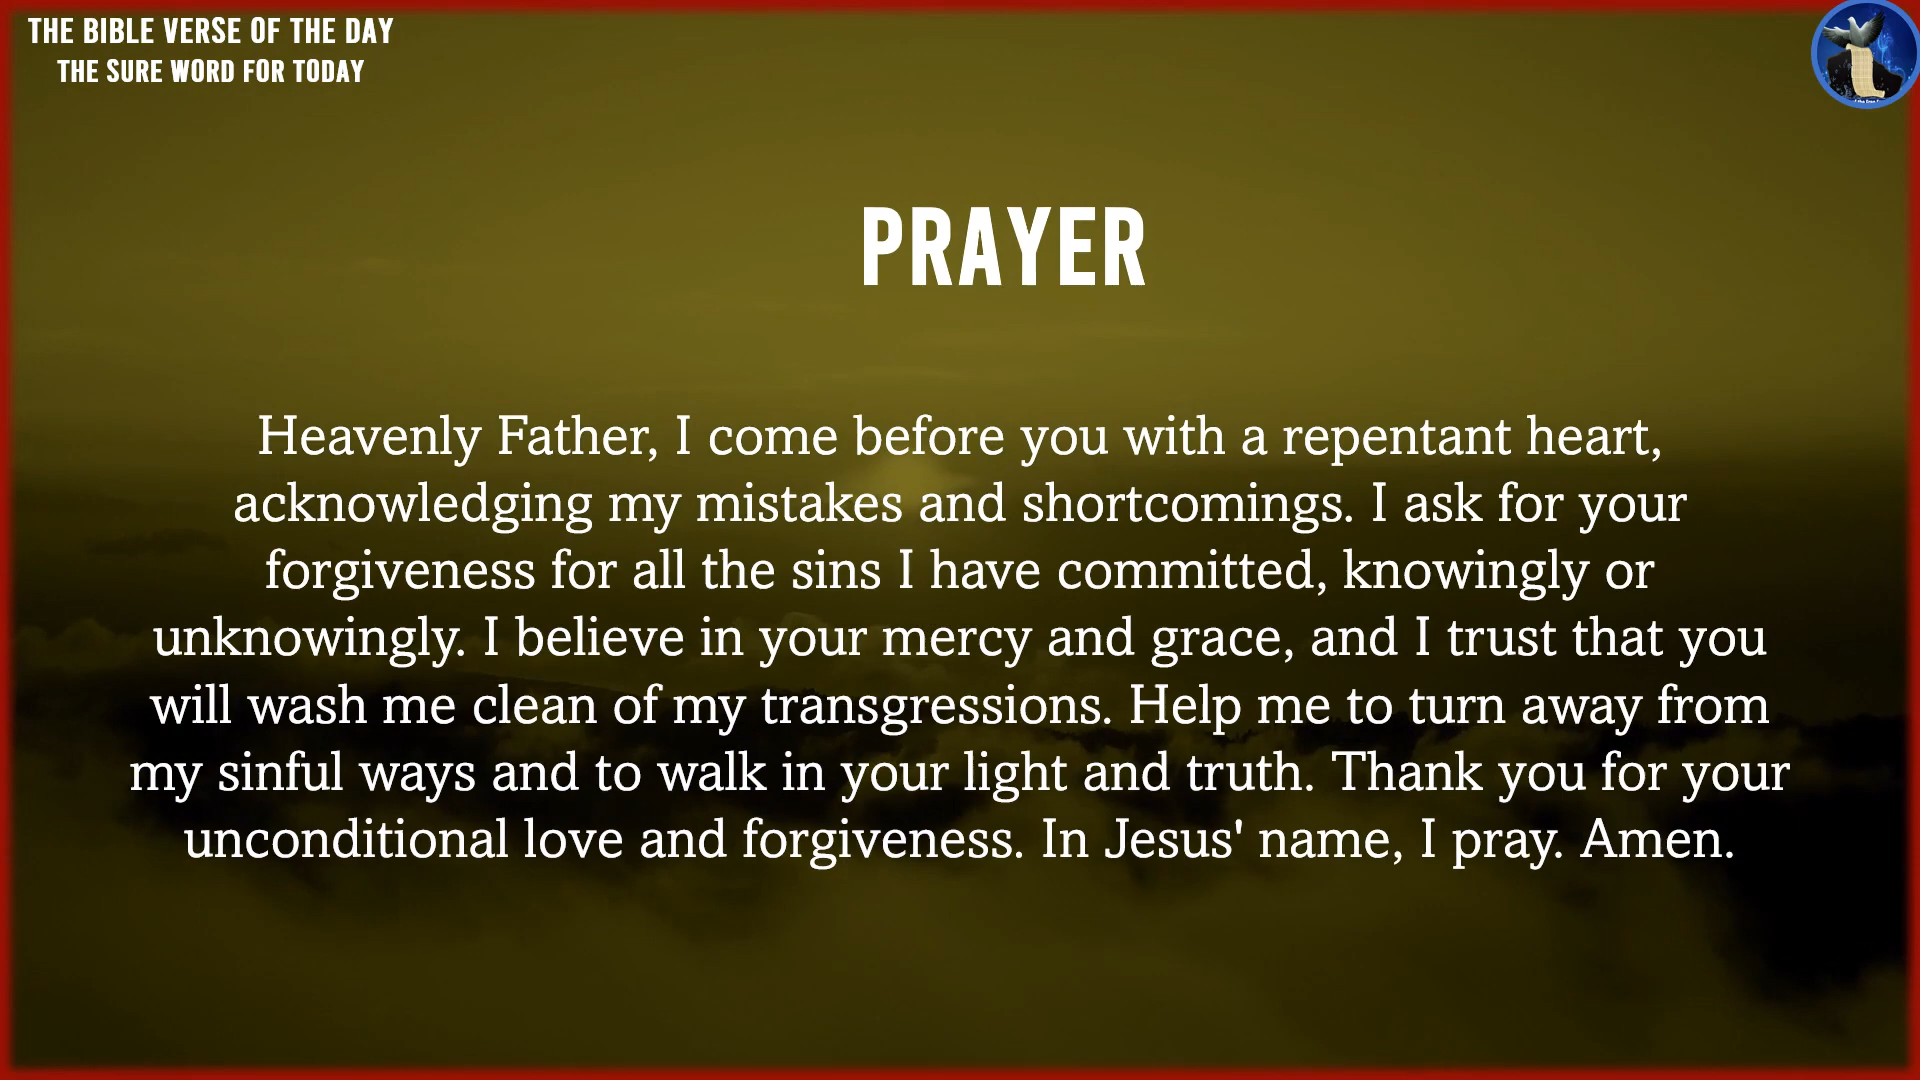 THE BIBLE VERSE OF THE DAY
THE SURE WORD FOR TODAY
PRAYER
Heavenly Father, I come before you with a repentant heart,
acknowledging my mistakes and shortcomings. I ask for your
forgiveness for all the sins I have committed, knowingly or
unknowingly. I believe in your mercy and grace, and I trust that you
will wash me clean of my transgressions. Help me to turn away from
my sinful ways and to walk in your light and truth. Thank you for your
unconditional love and forgiveness. In Jesus' name, I pray. Amen.